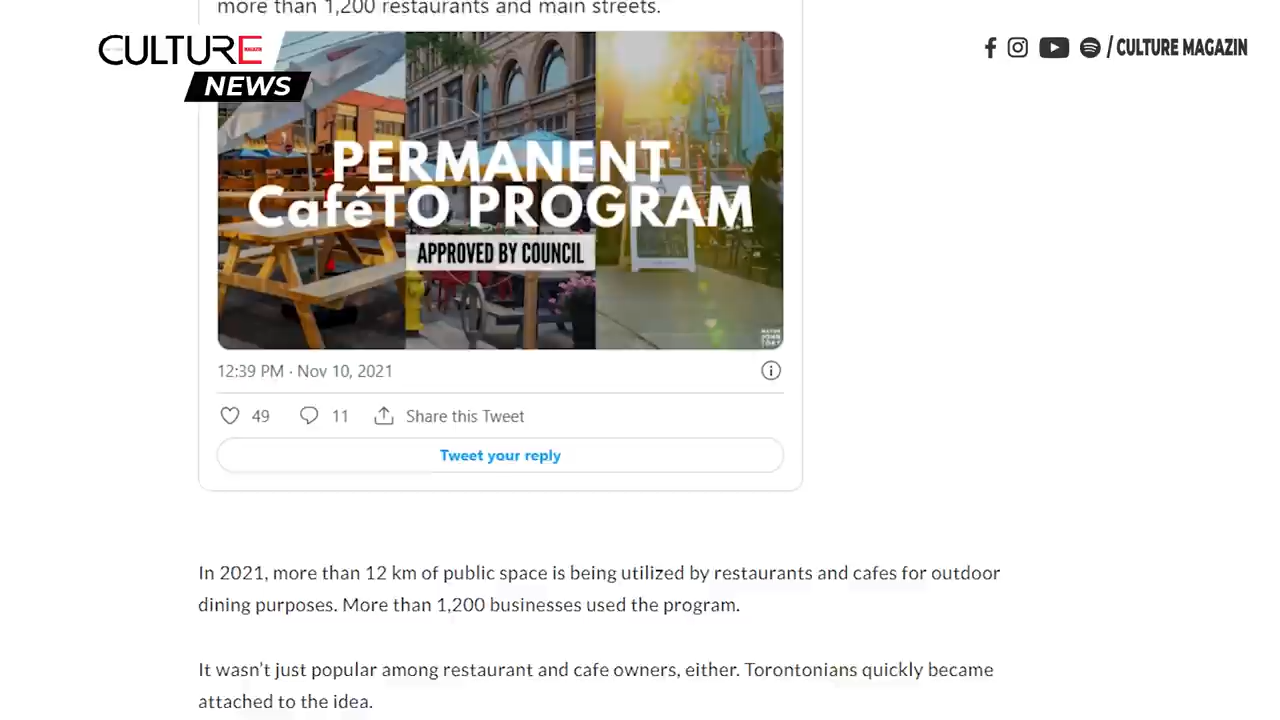 more than 1,200 restaurants and main streets.
CULTURE
NEWS
/ CULTURE MAGAZIN
PERMANENT
CaféTO PROGRAM
APPROVED BY COUNCIL
MAYOR
JOHN
TORY
12:39 PM · Nov 10, 2021
49
11
Share this Tweet
Tweet your reply
In 2021, more than 12 km of public space is being utilized by restaurants and cafes for outdoor
dining purposes. More than 1,200 businesses used the program.
It wasn't just popular among restaurant and cafe owners, either. Torontonians quickly became
attached to the idea.